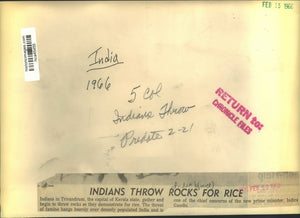 FEB 15 1966
India
1966
5 Col
Indians Throw
Predate 2-21
RETURN TO
CHRONICLE FILES
INDIANS THROW ROCKS FOR RICE
Indians in Trivandrum, the capital of Kerala state, gather and
begin to throw rocks as they demonstrate for rice. The threat
of famine hangs heavily over densely populated India and is
one of the chief concerns of the new prime minister, Indira
Gandhi.